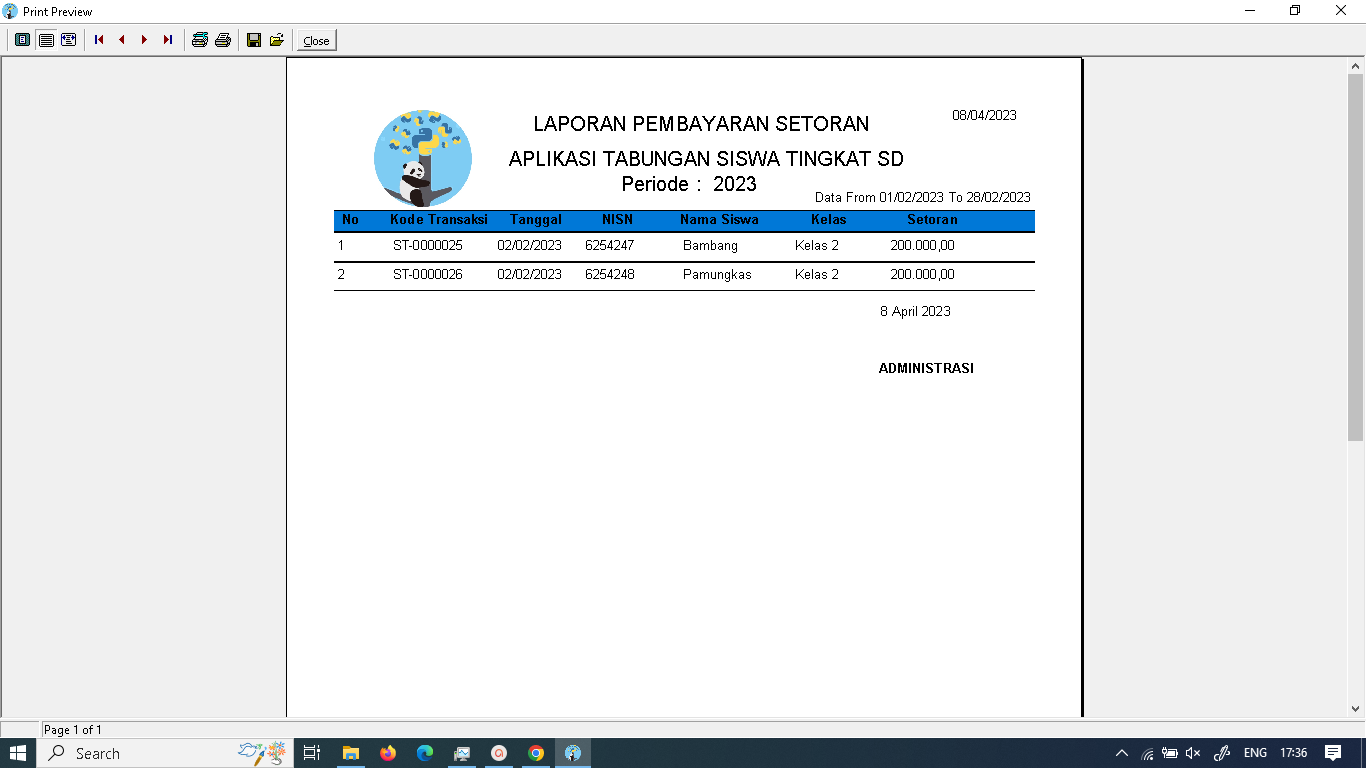 Print Preview
Close
08/04/2023
LAPORAN PEMBAYARAN SETORAN
APLIKASI TABUNGAN SISWA TINGKAT SD
Periode : 2023
Data From 01/02/2023 To 28/02/2023
No Kode Transaksi Tanggal NISN Nama Siswa Kelas Setoran
1 ST-0000025 02/02/2023 6254247 Bambang Kelas 2 200.000,00
2 ST-0000026 02/02/2023 6254248 Pamungkas Kelas 2 200.000,00
8 April 2023
ADMINISTRASI
Page 1 of 1
Search
ENG 17:36